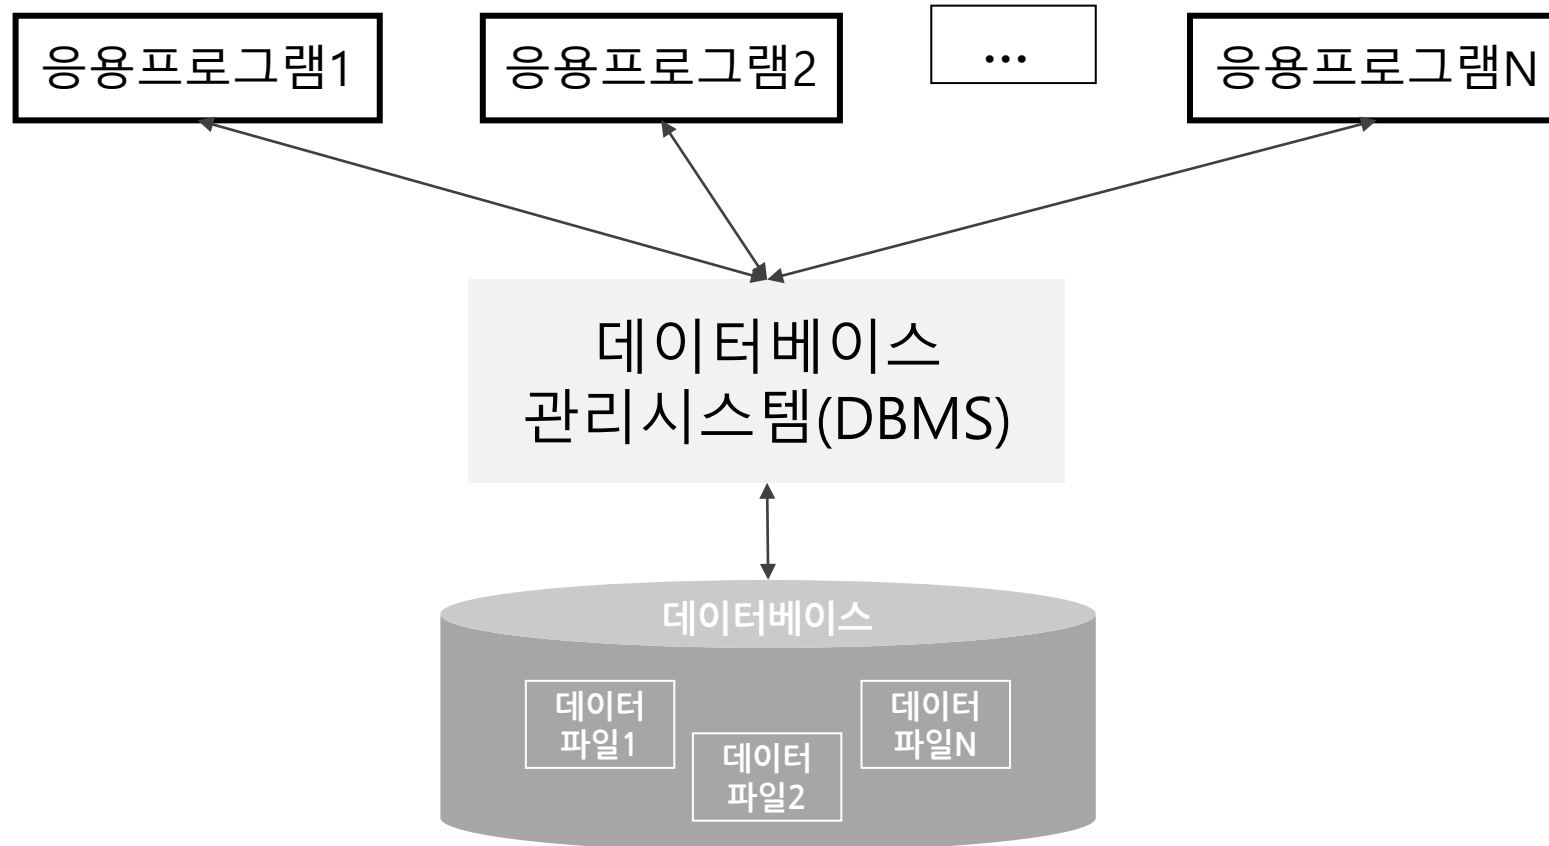 응용프로그램1
응용프로그램2
...
응용프로그램N
데이터베이스
관리시스템(DBMS)
데이터베이스
데이터
파일1
데이터
파일2
데이터
파일N